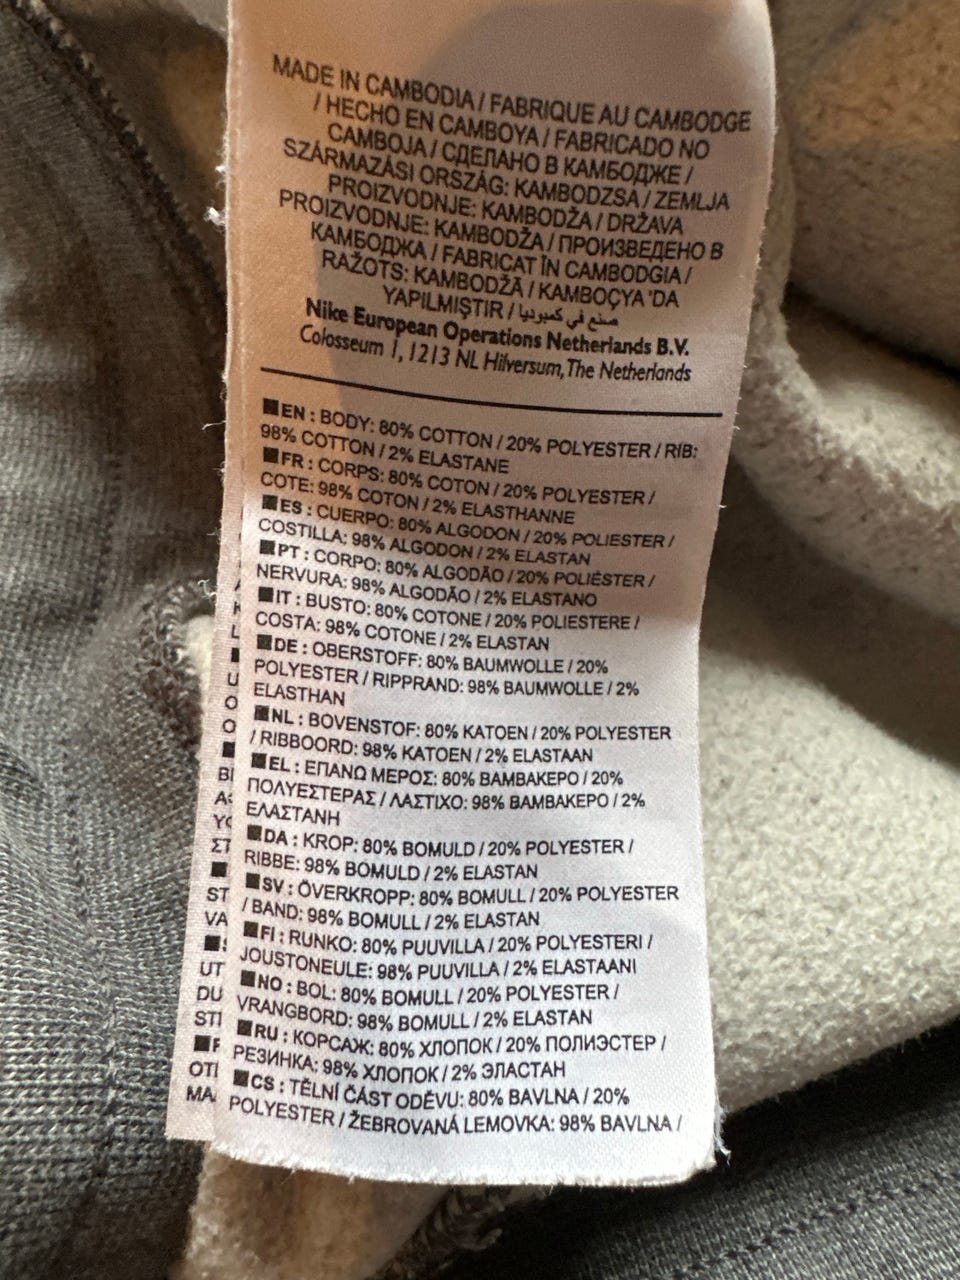 MADE IN CAMBODIA / FABRIQUE AU CAMBODGE
/ HECHO EN CAMBOYA / FABRICADO NO
CAMBOJA / СДЕЛАНО В КАМБОДЖЕ /
SZÁRMAZÁSI ORSZÁG: KAMBODZSA / ZEMLJA
PROIZVODNJE: KAMBODŽA / DRŽAVA
PROIZVODNJE: KAMBODŽA / ПРОИЗВЕДЕНО В
КАМБОДЖА / FABRICAT ÎN CAMBODGIA /
RAŽOTS: KAMBODŽĀ / KAMBOÇYA 'DA
YAPILMIŞTIR / صنع في كمبوديا
Nike European Operations Netherlands B.V.
Colosseum 1, 1213 NL Hilversum, The Netherlands
EN : BODY: 80% COTTON / 20% POLYESTER / RIB:
98% COTTON / 2% ELASTANE
FR : CORPS: 80% COTON / 20% POLYESTER /
COTE: 98% COTON / 2% ELASTHANNE
ES : CUERPO: 80% ALGODON / 20% POLIESTER /
COSTILLA: 98% ALGODON / 2% ELASTAN
PT : CORPO: 80% ALGODÃO / 20% POLIÉSTER /
NERVURA: 98% ALGODÃO / 2% ELASTANO
IT : BUSTO: 80% COTONE / 20% POLIESTERE /
COSTA: 98% COTONE / 2% ELASTAN
DE : OBERSTOFF: 80% BAUMWOLLE / 20%
POLYESTER / RIPPRAND: 98% BAUMWOLLE / 2%
ELASTHAN
NL : BOVENSTOF: 80% KATOEN / 20% POLYESTER
/ RIBBOORD: 98% KATOEN / 2% ELASTAAN
EL : ΕΠΑΝΩ ΜΕΡΟΣ: 80% ΒΑΜΒΑΚΕΡΟ / 20%
ΠΟΛΥΕΣΤΕΡΑΣ / ΛΑΣΤΙΧΟ: 98% ΒΑΜΒΑΚΕΡΟ / 2%
ΕΛΑΣΤΑΝΗ
DA : KROP: 80% BOMULD / 20% POLYESTER /
RIBBE: 98% BOMULD / 2% ELASTAN
SV : ÖVERKROPP: 80% BOMULL / 20% POLYESTER
/ BAND: 98% BOMULL / 2% ELASTAN
FI : RUNKO: 80% PUUVILLA / 20% POLYESTERI /
JOUSTONEULE: 98% PUUVILLA / 2% ELASTAANI
NO : BOL: 80% BOMULL / 20% POLYESTER /
VRANGBORD: 98% BOMULL / 2% ELASTAN
RU : КОРСАЖ: 80% ХЛОПОК / 20% ПОЛИЭСТЕР /
РЕЗИНКА: 98% ХЛОПОК / 2% ЭЛАСТАН
CS : TĚLNÍ ČÁST ODĚVU: 80% BAVLNA / 20%
POLYESTER / ŽEBROVANÁ LEMOVKA: 98% BAVLNA /